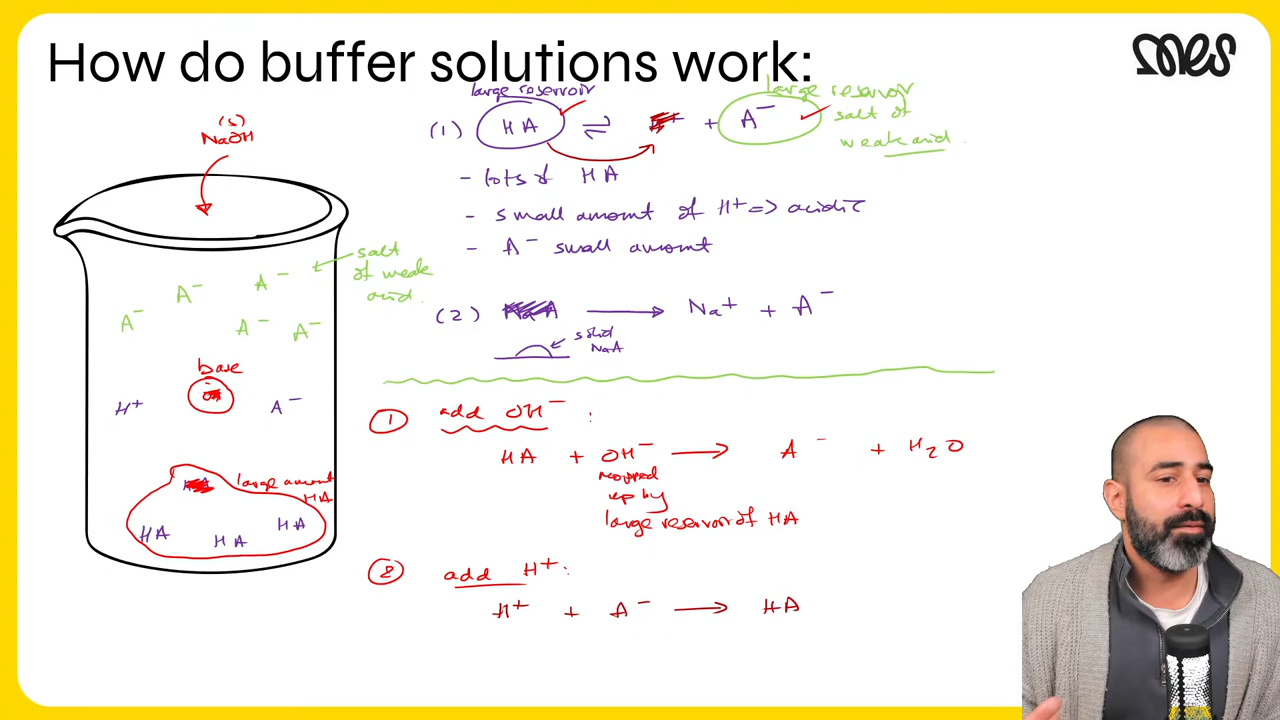 How do buffer solutions work:
mes
large reservoir
large reservoir
(1) HA ⇌ H+ + A⁻
salt of
weak acid.
- lots of HA
- small amount of H+ => acidic
- A⁻ small amount
(2) NaA → Na+ + A⁻
solid
NaA
(s)
NaOH
salt
of weak
acid.
A⁻ A⁻
A⁻ A⁻ A⁻
base
H+ OH A⁻
HA large amount
HA
HA HA HA
1 add OH⁻ :
HA + OH⁻ → A⁻ + H2O
mopped
up by
large reservoir of HA
2 add H+:
H+ + A⁻ → HA